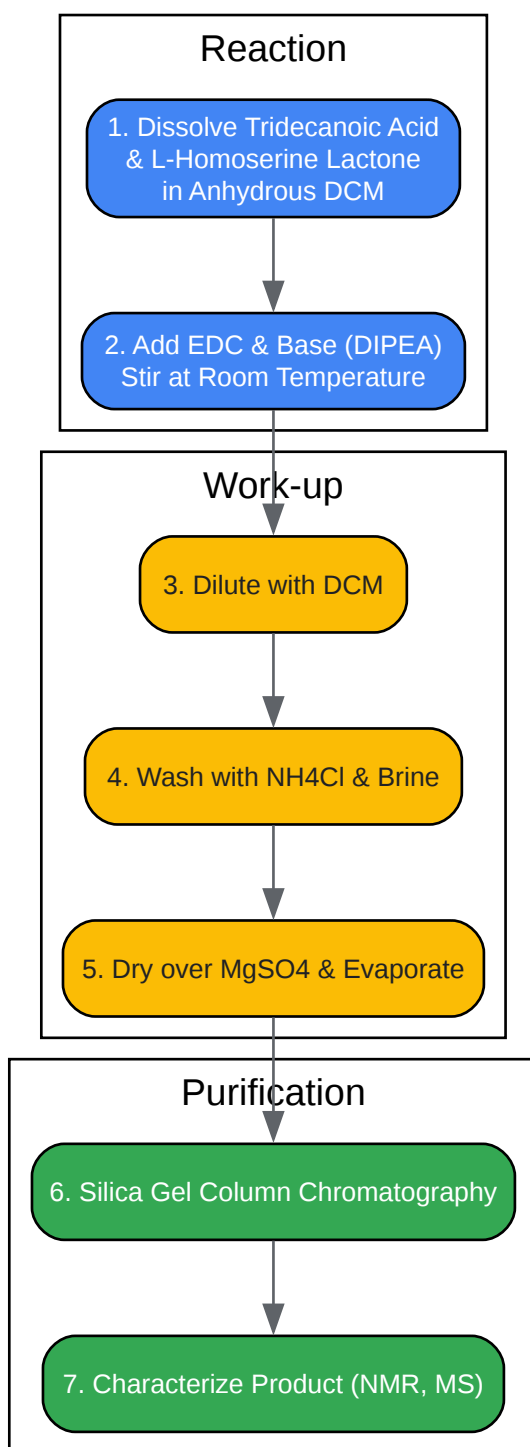 Reaction
1. Dissolve Tridecanoic Acid
& L-Homoserine Lactone
in Anhydrous DCM
2. Add EDC & Base (DIPEA)
Stir at Room Temperature
Work-up
3. Dilute with DCM
4. Wash with NH4Cl & Brine
5. Dry over MgSO4 & Evaporate
Purification
6. Silica Gel Column Chromatography
7. Characterize Product (NMR, MS)